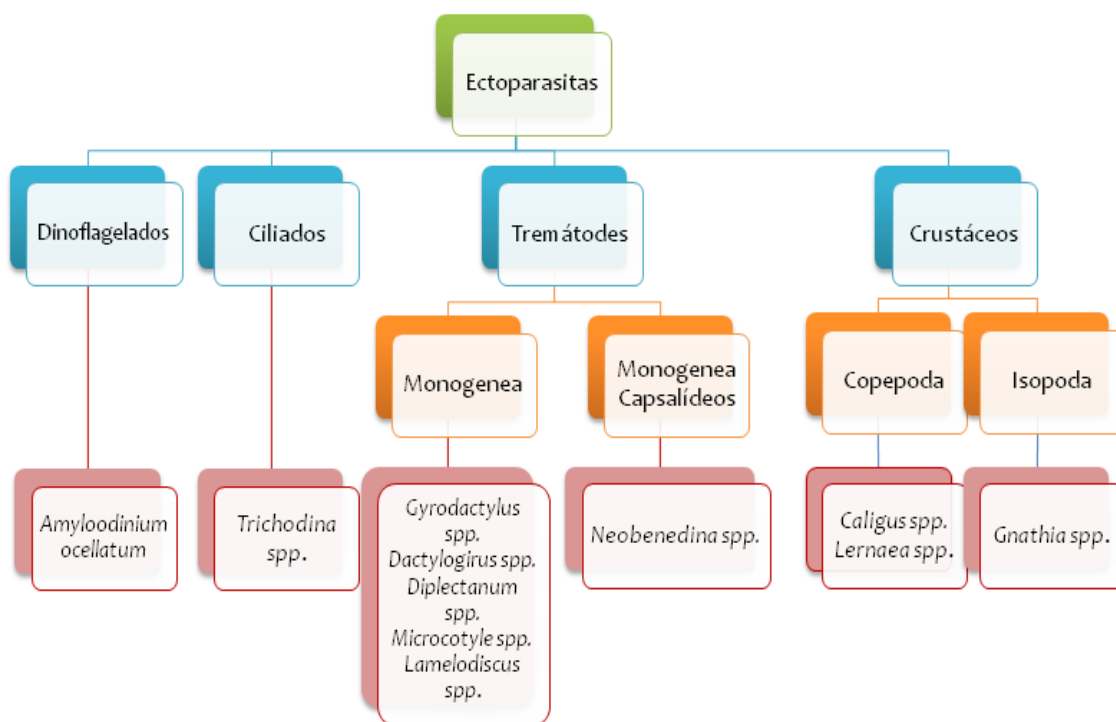 Ectoparasitas
Dinoflagelados
Ciliados
Tremátodes
Crustáceos
Monogenea
Monogenea
Capsalídeos
Copepoda
Isopoda
Amyloodinium
ocellatum
Trichodina
spp.
Gyrodactylus
spp.
Dactylogirus spp.
Diplectanum
spp.
Microcotyle spp.
Lamelodiscus
spp.
Neobenedina spp.
Caligus spp.
Lernaea spp.
Gnathia spp.